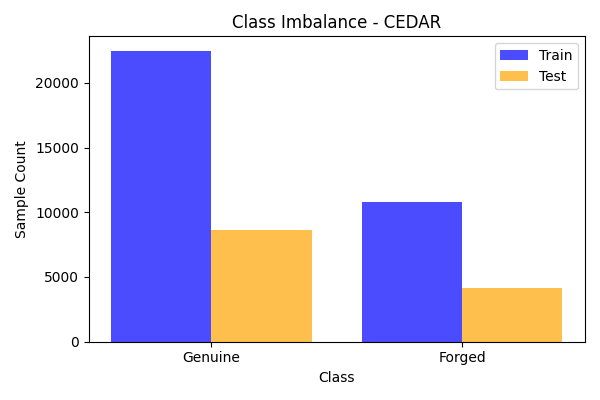 Class Imbalance - CEDAR
Train
Test
Sample Count
20000
15000
10000
5000
0
Genuine
Forged
Class